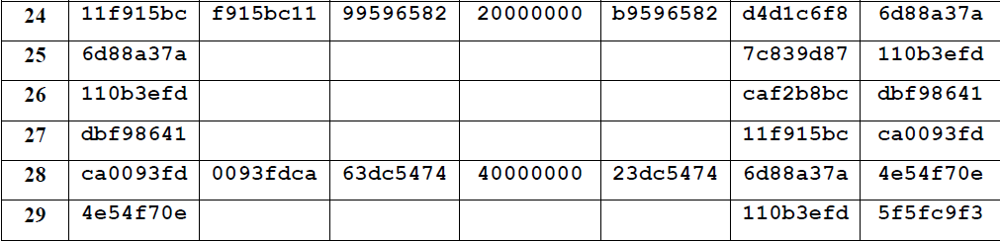 24 11f915bc f915bc11 99596582 20000000 b9596582 d4d1c6f8 6d88a37a
25 6d88a37a 7c839d87 110b3efd
26 110b3efd caf2b8bc dbf98641
27 dbf98641 11f915bc ca0093fd
28 ca0093fd 0093fdca 63dc5474 40000000 23dc5474 6d88a37a 4e54f70e
29 4e54f70e 110b3efd 5f5fc9f3